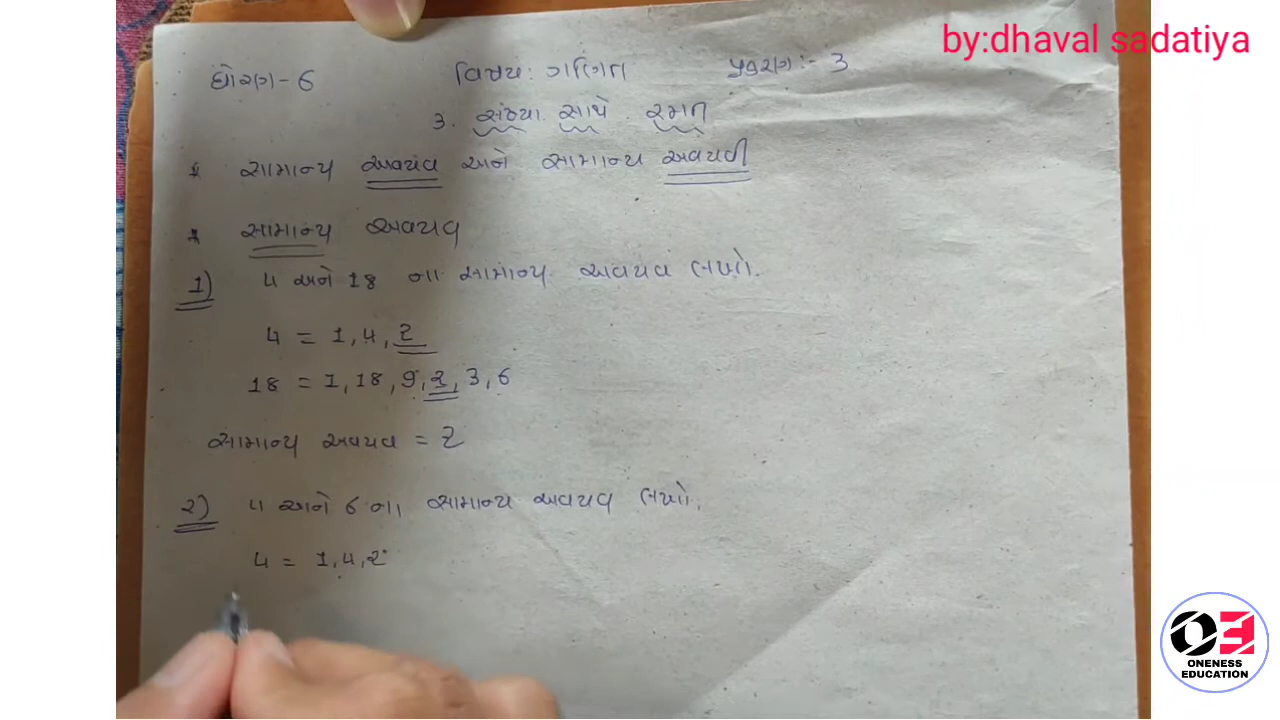 by:dhaval sadatiya
ધોરણ-6 વિષય: ગણિત પ્રકરણ:- 3
3. સંખ્યા સાથે રમત
* સામાન્ય અવયવ અને સામાન્ય અવયવી
* સામાન્ય અવયવ
1) 4 અને 18 ના સામાન્ય અવયવ લખો.
4 = 1, 4, 2
18 = 1, 18, 9, 2, 3, 6
સામાન્ય અવયવ = 2
2) 4 અને 6 ના સામાન્ય અવયવ લખો.
4 = 1, 4, 2
ONENESS
EDUCATION